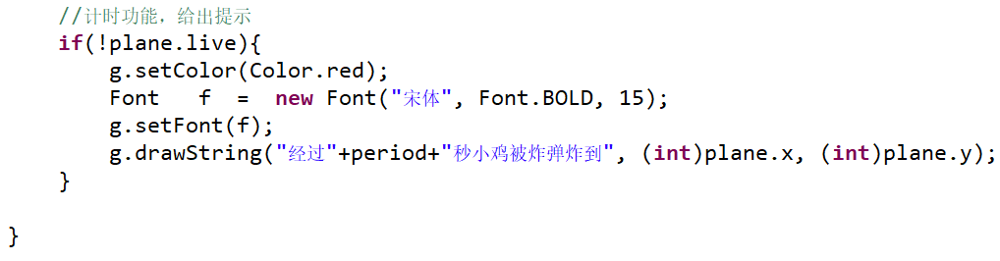 //计时功能，给出提示
if(!plane.live){
g.setColor(Color.red);
Font   f  =  new Font("宋体", Font.BOLD, 15);
g.setFont(f);
g.drawString("经过"+period+"秒小鸡被炸弹炸到", (int)plane.x, (int)plane.y);
}
}